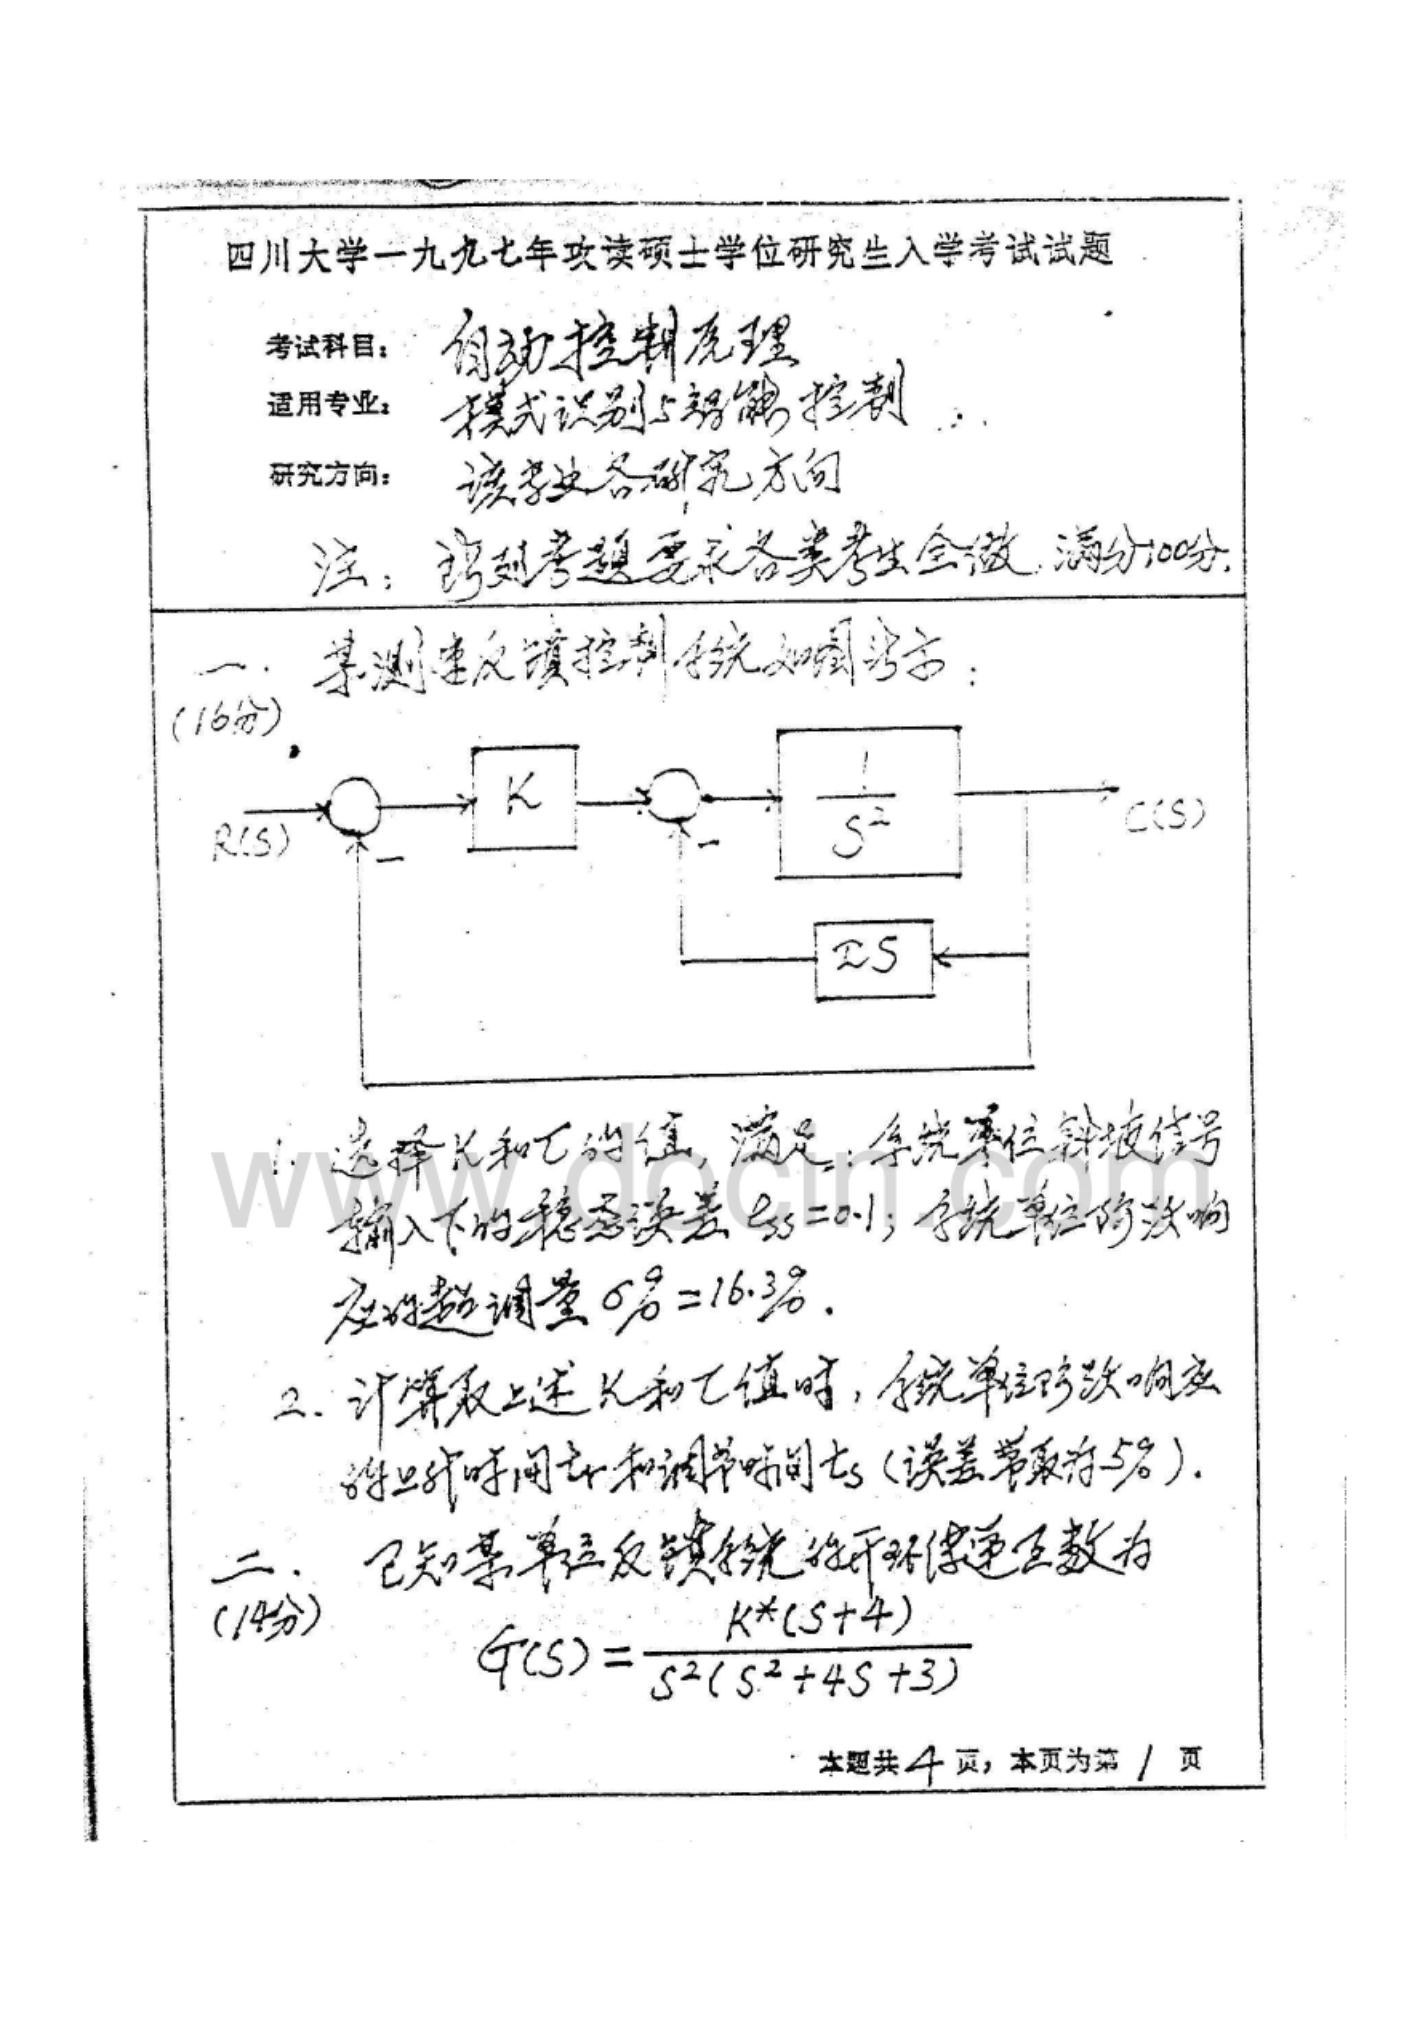 四川大学一九九七年攻读硕士学位研究生入学考试试题
考试科目: 自动控制原理
适用专业: 模式识别与智能控制
研究方向: 该专业各研究方向
注: 所列考题要求各类考生全做, 满分100分.
一. 某测速反馈控制系统如图所示:
(16分)
R(S)
K
1
S²
C(S)
-
-
τS
1. 选择K和τ的值, 满足: 系统单位斜坡信号
输入下的稳态误差ess=0.1; 系统单位阶跃响
应的超调量σ%=16.3%.
2. 计算取上述K和τ值时, 系统单位阶跃响应
的上升时间tr和调节时间ts (误差带取为5%).
二. 已知某单位反馈系统的开环传递函数为
(14分)
G(S) = K*(S+4) / S²(S²+4S+3)
本题共4页, 本页为第1页
www.docin.com